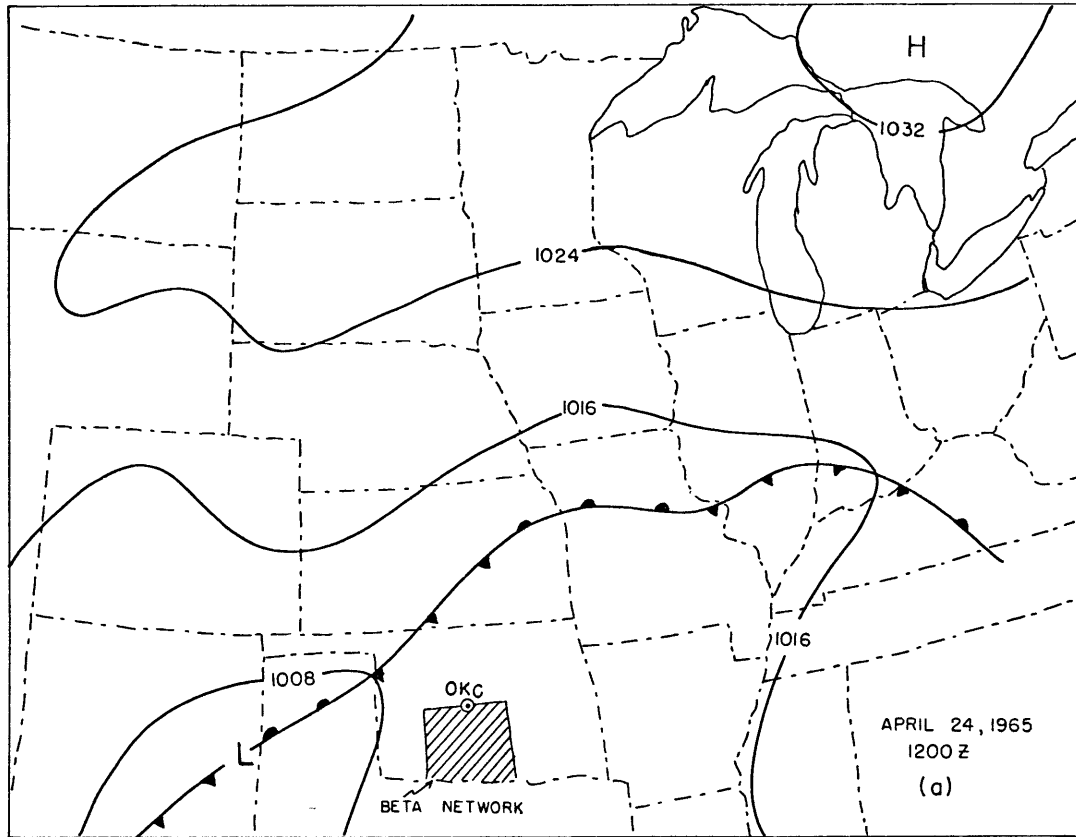 H
1032
1024
1016
1016
1008
OKC
L
APRIL 24, 1965
1200 Z
(a)
BETA NETWORK